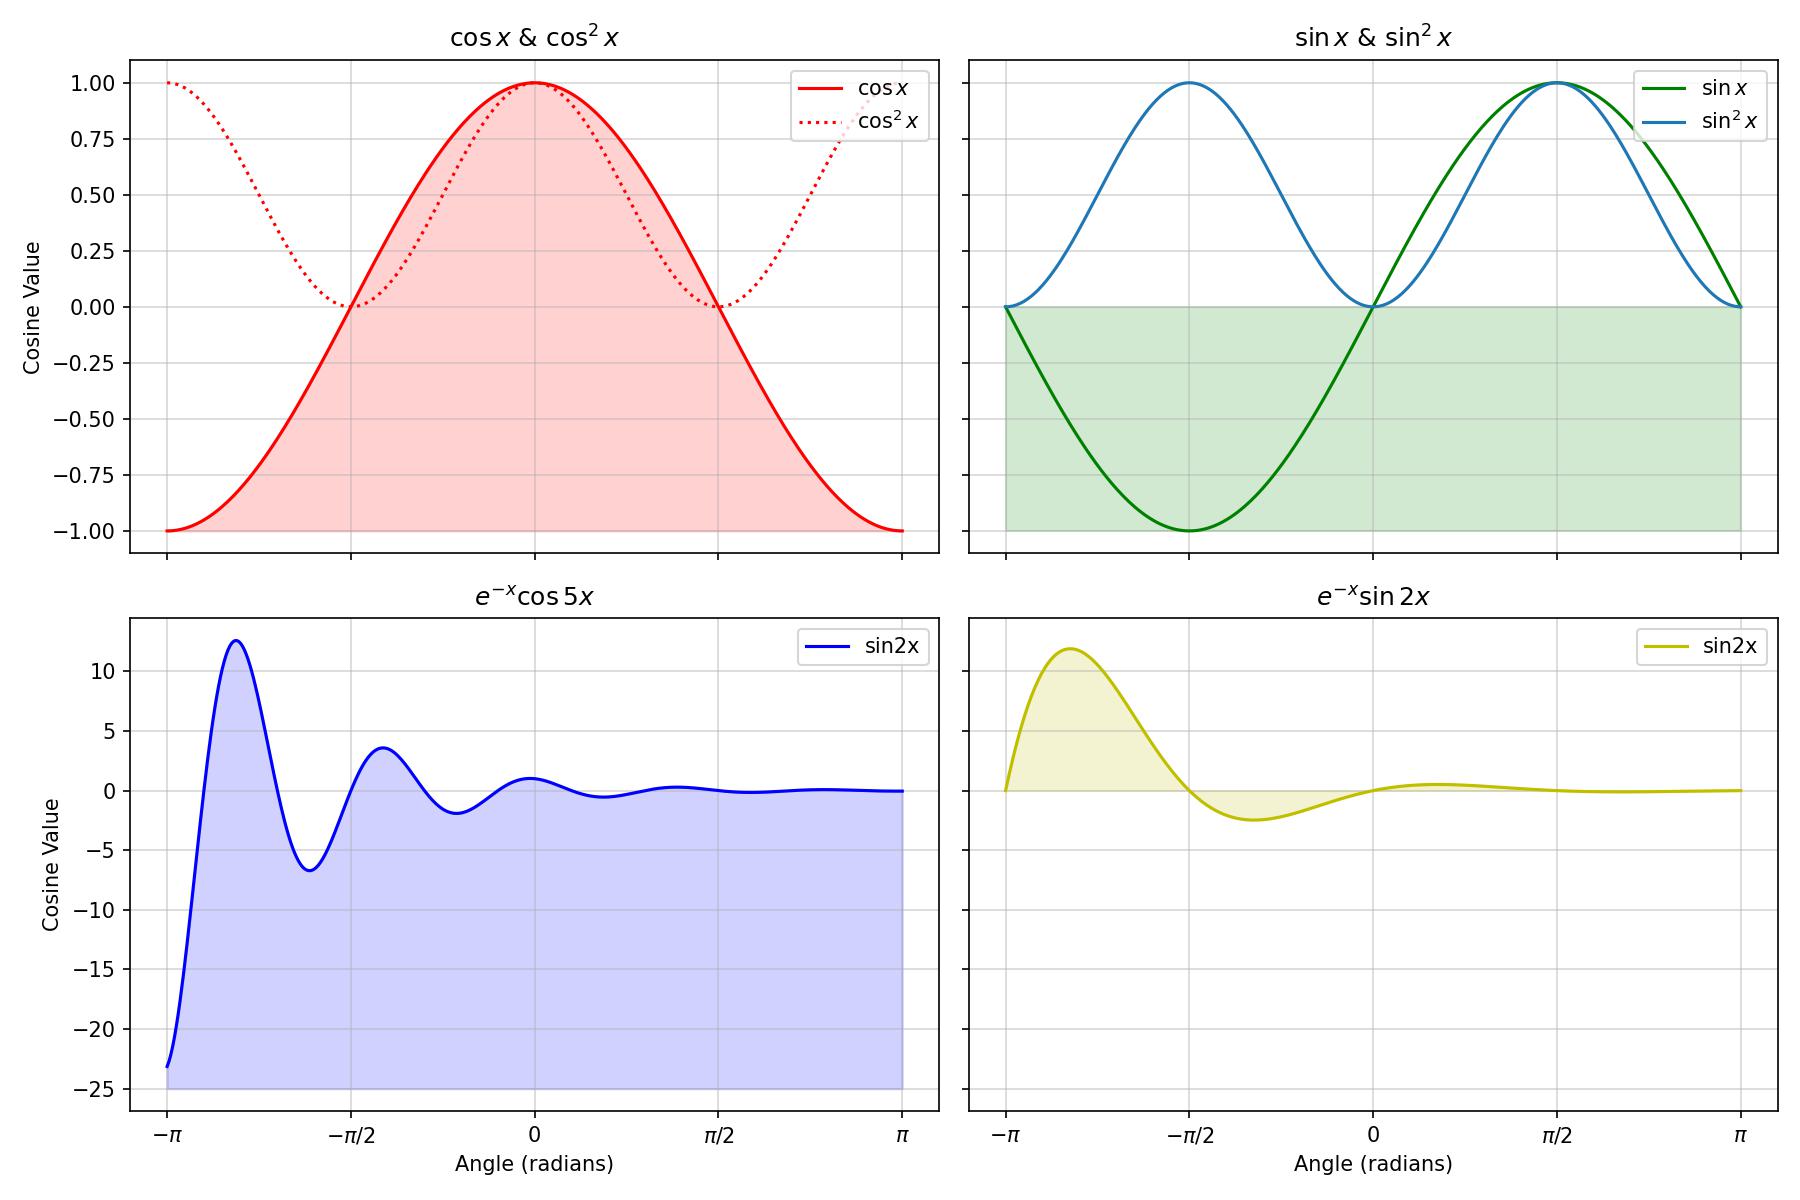 cos x & cos² x
cos x
cos² x
1.00
0.75
0.50
0.25
0.00
−0.25
−0.50
−0.75
−1.00
Cosine Value
sin x & sin² x
sin x
sin² x
e⁻ˣcos 5x
sin2x
10
5
0
−5
−10
−15
−20
−25
Cosine Value
−π
−π/2
0
π/2
π
Angle (radians)
e⁻ˣsin 2x
sin2x
−π
−π/2
0
π/2
π
Angle (radians)